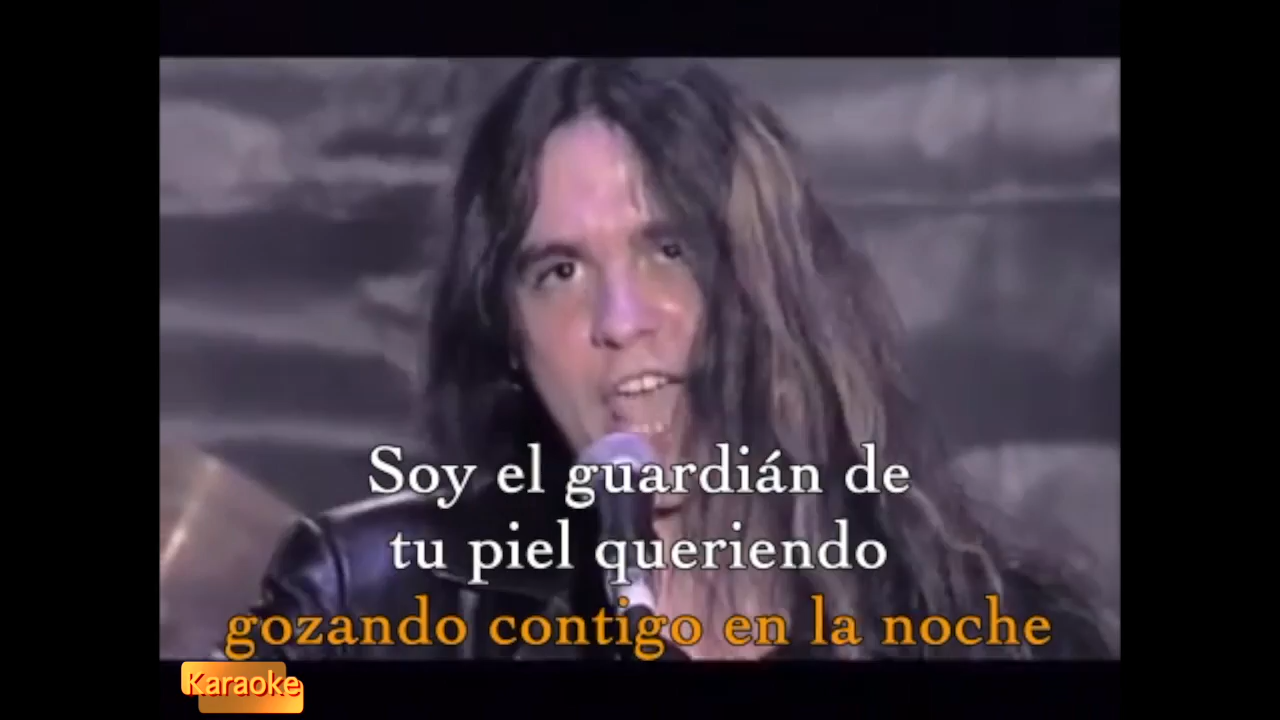 Soy el guardián de
tu piel queriendo
gozando contigo en la noche
Karaoke